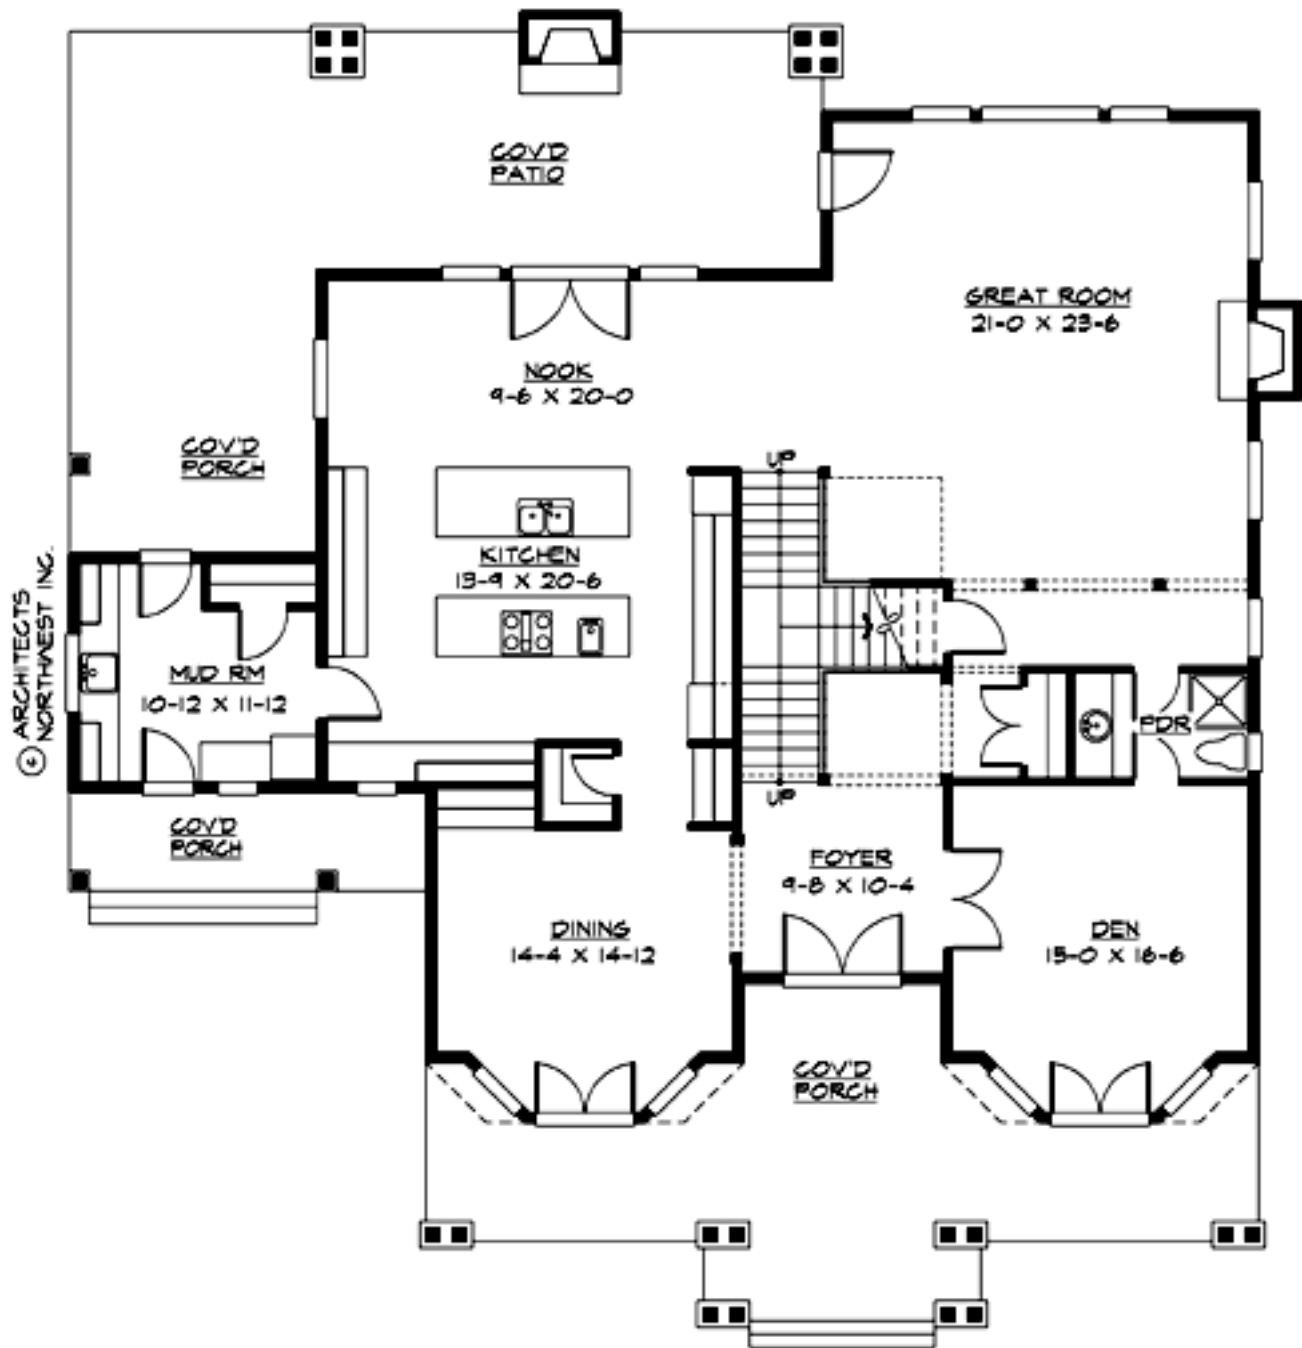 COV'D
PATIO
GREAT ROOM
21-0 X 23-6
NOOK
9-6 X 20-0
COV'D
PORCH
UP
KITCHEN
13-9 X 20-6
MUD RM
10-12 X 11-12
PDR
UP
COV'D
PORCH
FOYER
9-8 X 10-4
DINING
14-4 X 14-12
DEN
15-0 X 16-6
COV'D
PORCH
© ARCHITECTS
NORTHWEST INC.